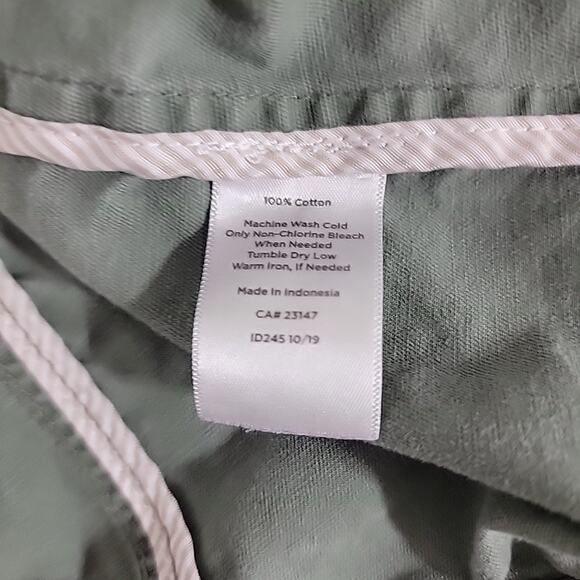 100% Cotton
Machine Wash Cold
Only Non-Chlorine Bleach
When Needed
Tumble Dry Low
Warm Iron, If Needed
Made in Indonesia
CA# 23147
ID245 10/19